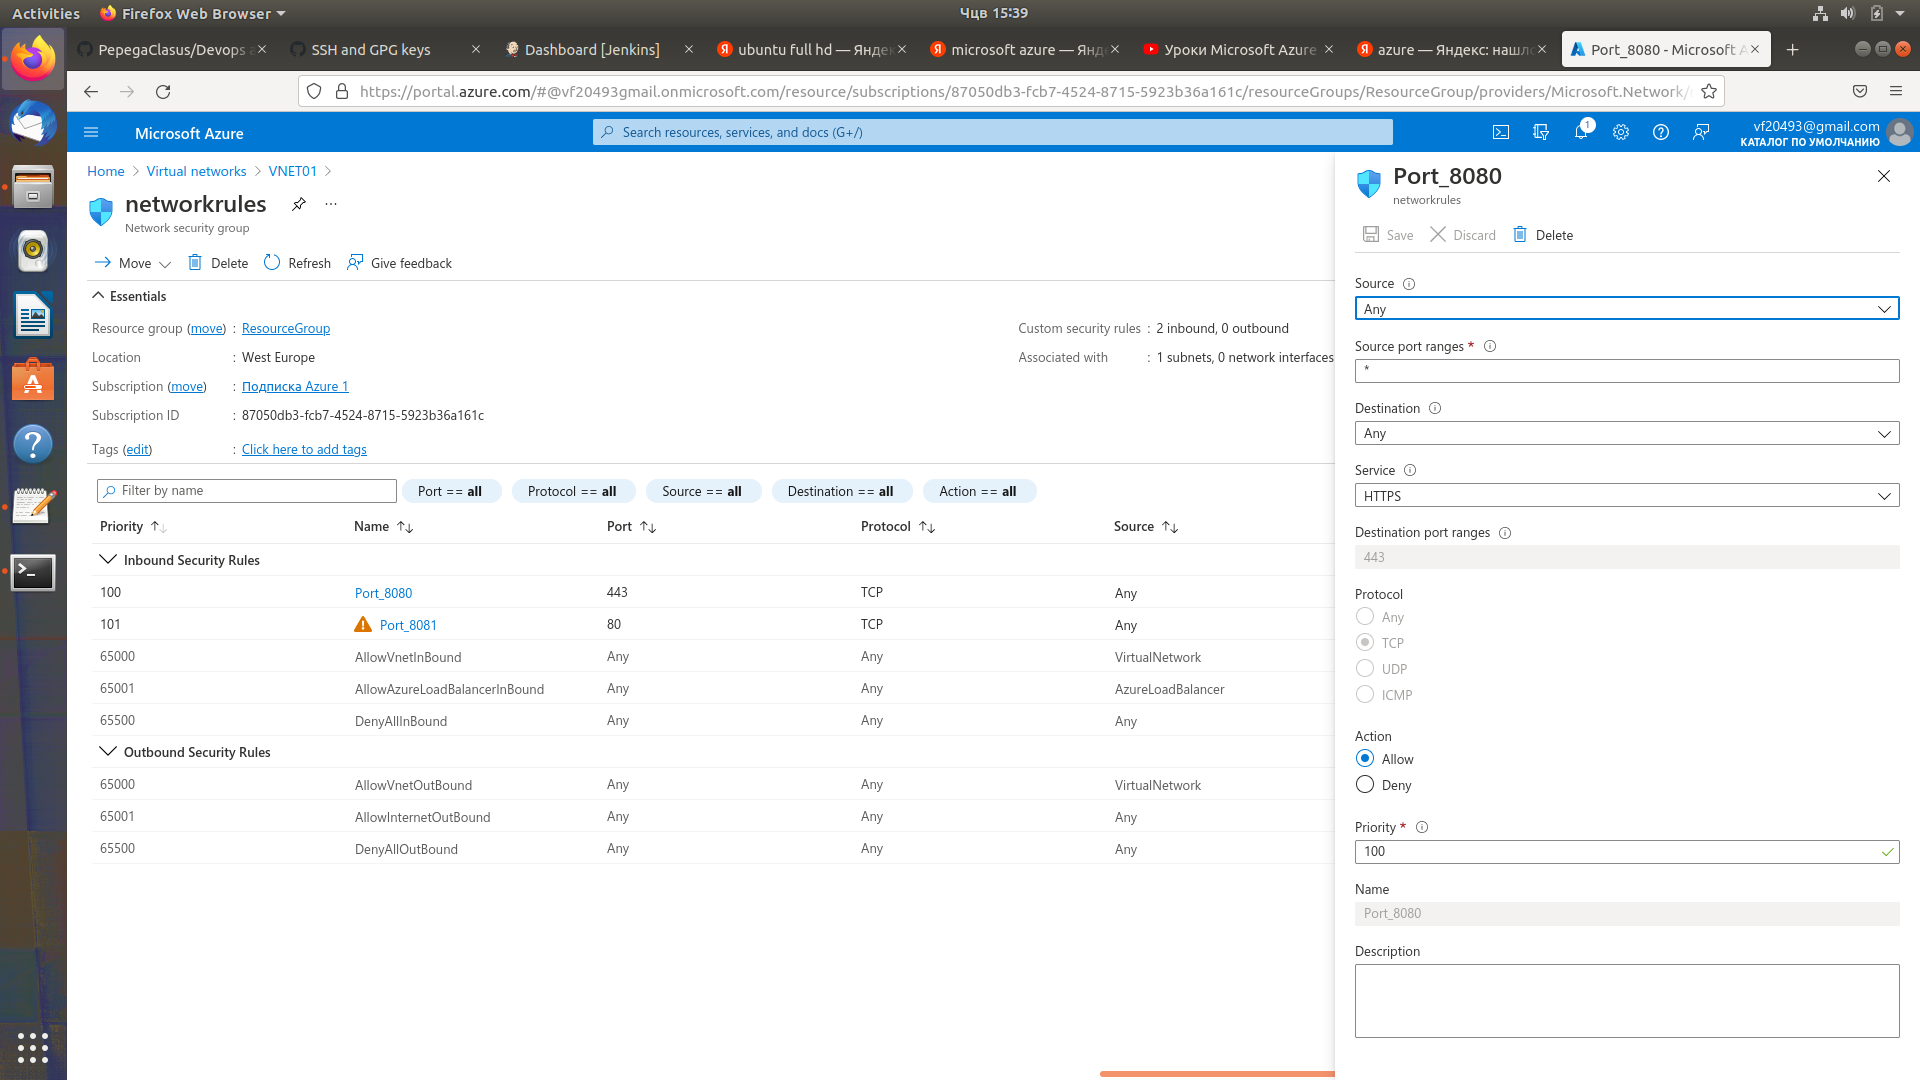 Activities
Firefox Web Browser
Чцв 15:39
PepegaClasus/Devops
SSH and GPG keys
Dashboard [Jenkins]
ubuntu full hd — Яндек
microsoft azure — Янд
Уроки Microsoft Azure
azure — Яндекс: нашл
Port_8080 - Microsoft A
https://portal.azure.com/#@vf20493gmail.onmicrosoft.com/resource/subscriptions/87050db3-fcb7-4524-8715-5923b36a161c/resourceGroups/ResourceGroup/providers/Microsoft.Network/
Microsoft Azure
Search resources, services, and docs (G+/)
1
vf20493@gmail.com
КАТАЛОГ ПО УМОЛЧАНИЮ
Home > Virtual networks > VNET01 >
networkrules
...
Network security group
Move
Delete
Refresh
Give feedback
Essentials
Resource group (move) : ResourceGroup
Location : West Europe
Subscription (move) : Подписка Azure 1
Subscription ID : 87050db3-fcb7-4524-8715-5923b36a161c
Tags (edit) : Click here to add tags
Custom security rules : 2 inbound, 0 outbound
Associated with : 1 subnets, 0 network interfaces
Filter by name
Port == all
Protocol == all
Source == all
Destination == all
Action == all
Priority Name Port Protocol Source
Inbound Security Rules
100 Port_8080 443 TCP Any
101 Port_8081 80 TCP Any
65000 AllowVnetInBound Any Any VirtualNetwork
65001 AllowAzureLoadBalancerInBound Any Any AzureLoadBalancer
65500 DenyAllInBound Any Any Any
Outbound Security Rules
65000 AllowVnetOutBound Any Any VirtualNetwork
65001 AllowInternetOutBound Any Any Any
65500 DenyAllOutBound Any Any Any
Port_8080
networkrules
Save
Discard
Delete
Source
Any
Source port ranges *
*
Destination
Any
Service
HTTPS
Destination port ranges
443
Protocol
Any
TCP
UDP
ICMP
Action
Allow
Deny
Priority *
100
Name
Port_8080
Description